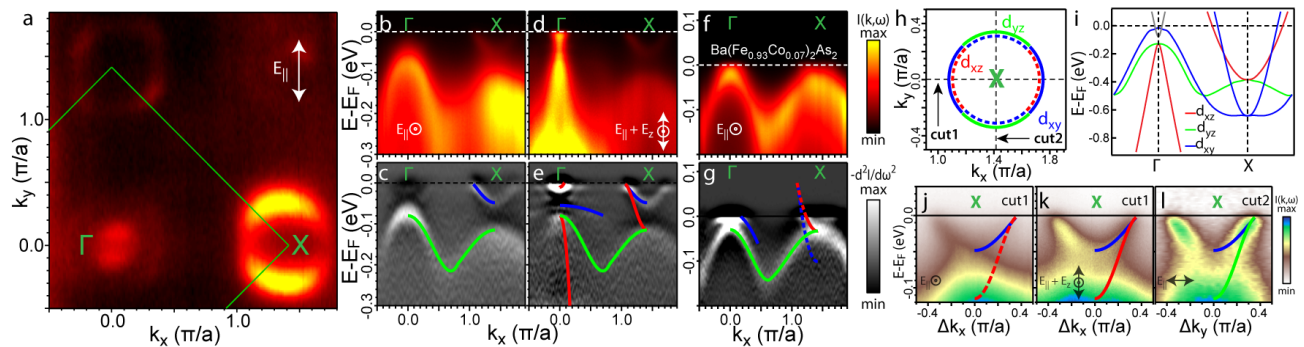 a
E||
1.0
0.0
0.0
1.0
Γ
X
ky (π/a)
kx (π/a)
b
Γ
X
d
f
Γ
X
I(k,ω)
max
min
0.0
-0.1
-0.2
E-EF (eV)
E||
E|| + Ez
0.1
0.0
-0.1
Ba(Fe0.93Co0.07)2As2
E||
c
e
g
Γ
X
0.0
-0.1
-0.2
-0.3
E-EF (eV)
0.1
0.0
-0.1
-d²I/dω²
max
min
0.0
1.0
0.0
1.0
0.0
1.0
kx (π/a)
kx (π/a)
kx (π/a)
h
dyz
dxz
X
dxy
cut1
cut2
0.4
0.0
-0.4
ky (π/a)
1.0
1.4
1.8
kx (π/a)
i
0.0
-0.2
-0.4
-0.6
-0.8
E-EF (eV)
dxz
dyz
dxy
Γ
X
j
X
cut1
k
X
cut1
l
X
cut2
I(k,ω)
max
min
0.0
-0.1
E-EF (eV)
E||
E|| + Ez
E||
-0.4
0.0
0.4
-0.4
0.0
0.4
-0.4
0.0
0.4
Δkx (π/a)
Δkx (π/a)
Δky (π/a)